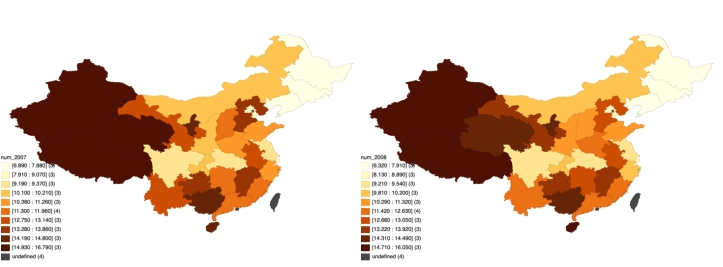 num_2007
[6.890 : 7.880] (3)
[7.910 : 9.070] (3)
[9.190 : 9.370] (3)
[10.100 : 10.210] (3)
[10.380 : 11.260] (3)
[11.300 : 11.960] (4)
[12.750 : 13.140] (3)
[13.280 : 13.860] (3)
[14.190 : 14.800] (3)
[14.930 : 16.790] (3)
undefined (4)
num_2008
[6.320 : 7.910] (3)
[8.130 : 8.890] (3)
[9.210 : 9.540] (3)
[9.810 : 10.200] (3)
[10.290 : 11.320] (3)
[11.420 : 12.630] (4)
[12.680 : 13.050] (3)
[13.220 : 13.920] (3)
[14.310 : 14.490] (3)
[14.710 : 16.050] (3)
undefined (4)